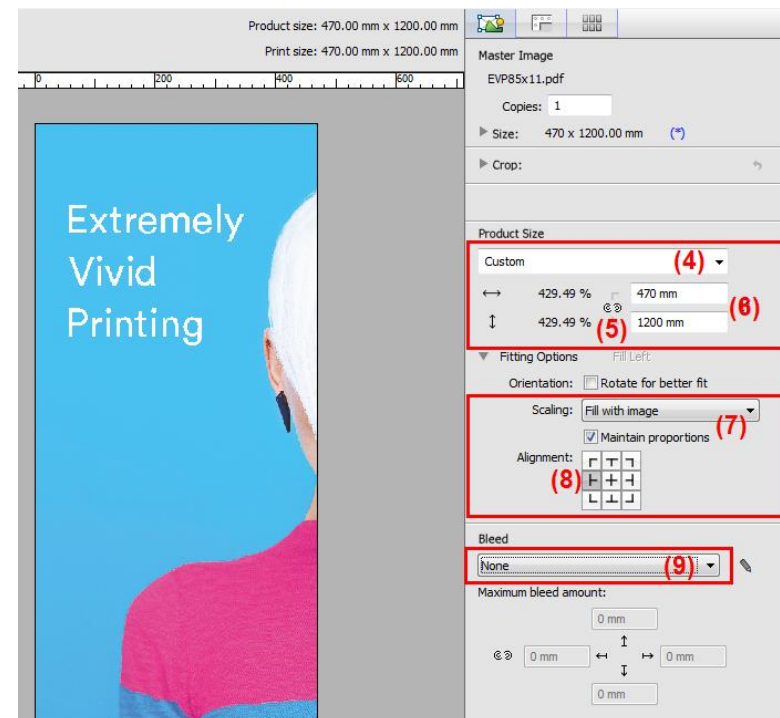 Product size: 470.00 mm x 1200.00 mm
Print size: 470.00 mm x 1200.00 mm
0 200 400 600
Extremely
Vivid
Printing
Master Image
EVP85x11.pdf
Copies: 1
Size: 470 x 1200.00 mm (*)
Crop:
Product Size
Custom (4)
429.49 % 470 mm
(5) (6)
429.49 % 1200 mm
Fitting Options Fill Left
Orientation: Rotate for better fit
Scaling: Fill with image
Maintain proportions (7)
Alignment:
(8)
Bleed
None (9)
Maximum bleed amount:
0 mm
0 mm 0 mm
0 mm